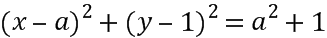 (x – a)² + (y – 1)² = a² + 1